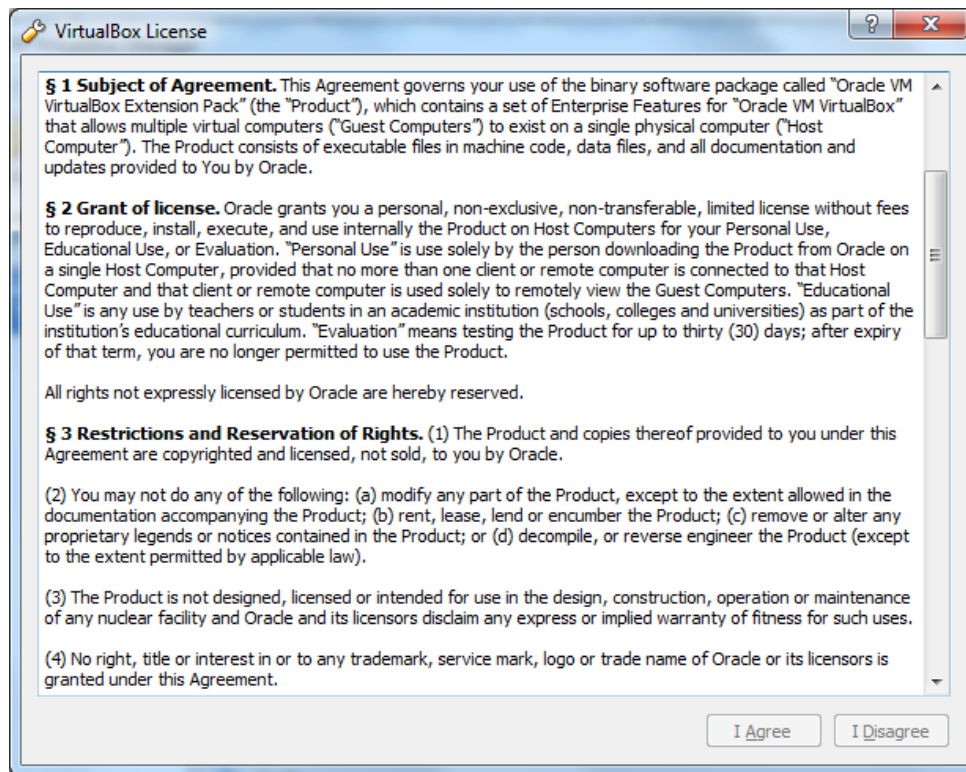 VirtualBox License
§ 1 Subject of Agreement. This Agreement governs your use of the binary software package called “Oracle VM
VirtualBox Extension Pack” (the “Product”), which contains a set of Enterprise Features for “Oracle VM VirtualBox”
that allows multiple virtual computers (“Guest Computers”) to exist on a single physical computer (“Host
Computer”). The Product consists of executable files in machine code, data files, and all documentation and
updates provided to You by Oracle.
§ 2 Grant of license. Oracle grants you a personal, non-exclusive, non-transferable, limited license without fees
to reproduce, install, execute, and use internally the Product on Host Computers for your Personal Use,
Educational Use, or Evaluation. “Personal Use” is use solely by the person downloading the Product from Oracle on
a single Host Computer, provided that no more than one client or remote computer is connected to that Host
Computer and that client or remote computer is used solely to remotely view the Guest Computers. “Educational
Use” is any use by teachers or students in an academic institution (schools, colleges and universities) as part of the
institution’s educational curriculum. “Evaluation” means testing the Product for up to thirty (30) days; after expiry
of that term, you are no longer permitted to use the Product.
All rights not expressly licensed by Oracle are hereby reserved.
§ 3 Restrictions and Reservation of Rights. (1) The Product and copies thereof provided to you under this
Agreement are copyrighted and licensed, not sold, to you by Oracle.
(2) You may not do any of the following: (a) modify any part of the Product, except to the extent allowed in the
documentation accompanying the Product; (b) rent, lease, lend or encumber the Product; (c) remove or alter any
proprietary legends or notices contained in the Product; or (d) decompile, or reverse engineer the Product (except
to the extent permitted by applicable law).
(3) The Product is not designed, licensed or intended for use in the design, construction, operation or maintenance
of any nuclear facility and Oracle and its licensors disclaim any express or implied warranty of fitness for such uses.
(4) No right, title or interest in or to any trademark, service mark, logo or trade name of Oracle or its licensors is
granted under this Agreement.
I Agree
I Disagree